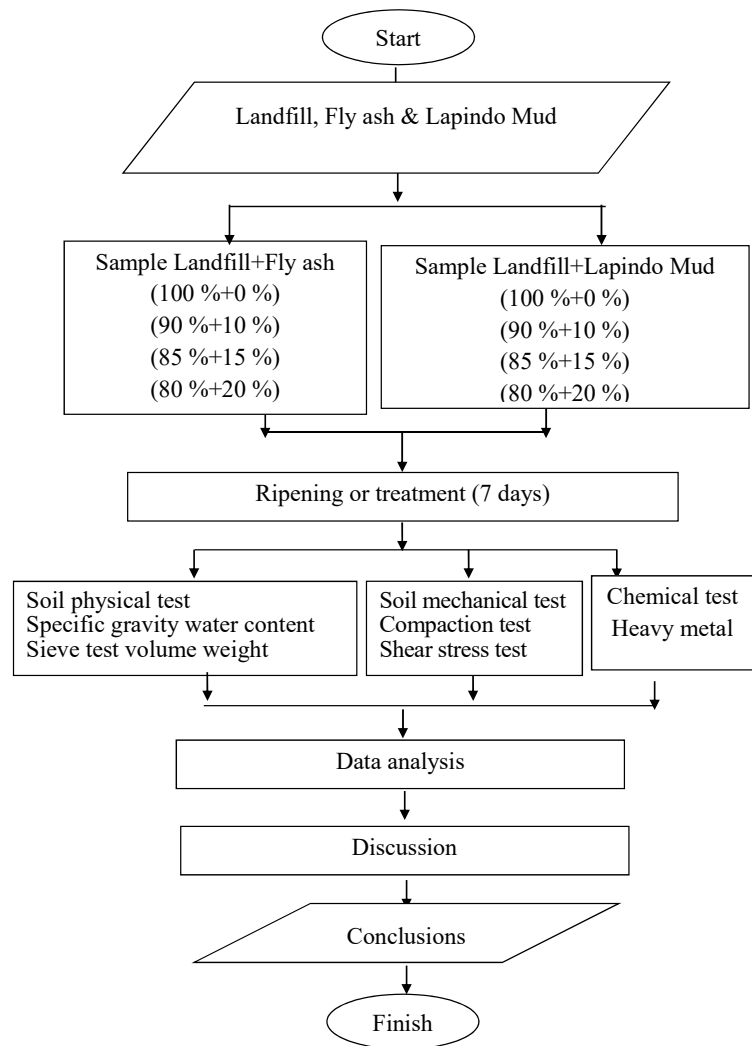 Start
Landfill, Fly ash & Lapindo Mud
Sample Landfill+Fly ash
(100 %+0 %)
(90 %+10 %)
(85 %+15 %)
(80 %+20 %)
Sample Landfill+Lapindo Mud
(100 %+0 %)
(90 %+10 %)
(85 %+15 %)
(80 %+20 %)
Ripening or treatment (7 days)
Soil physical test
Specific gravity water content
Sieve test volume weight
Soil mechanical test
Compaction test
Shear stress test
Chemical test
Heavy metal
Data analysis
Discussion
Conclusions
Finish